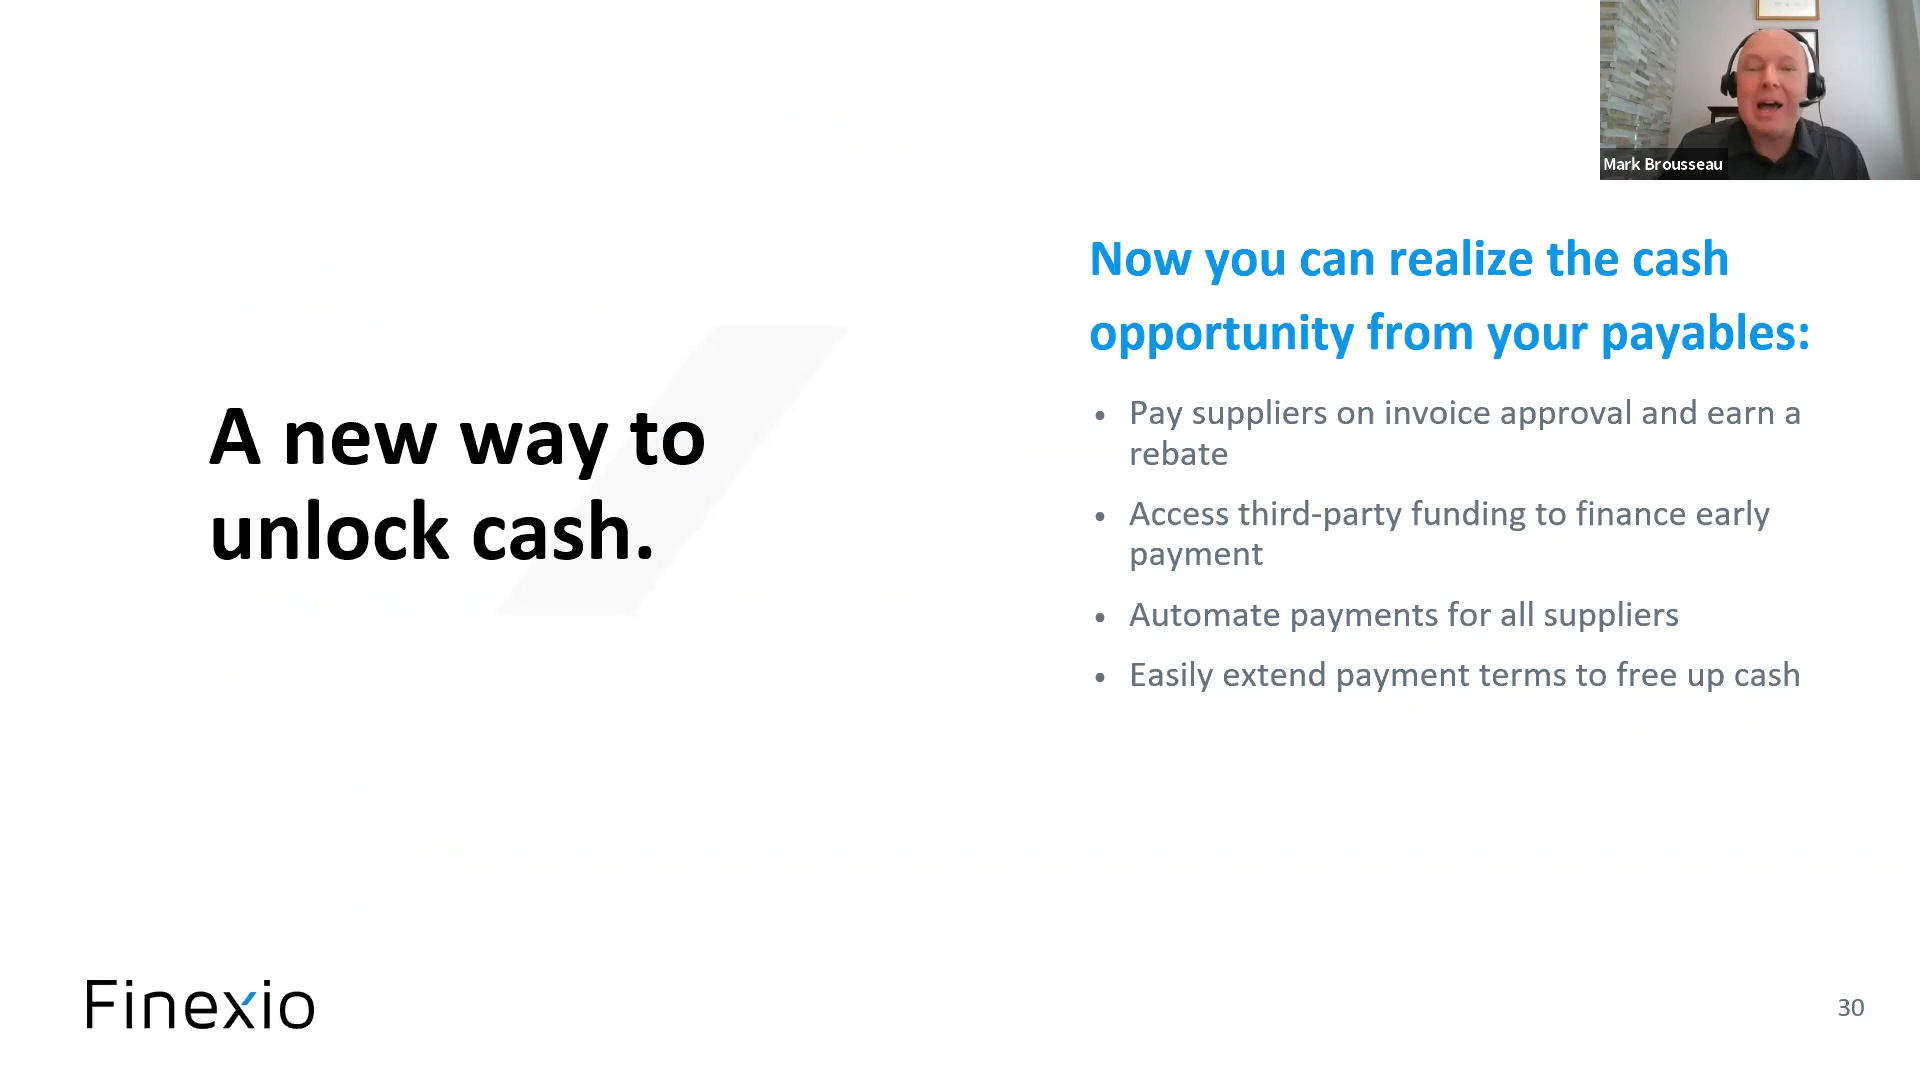 Mark Brousseau
Now you can realize the cash
opportunity from your payables:
A new way to
unlock cash.
• Pay suppliers on invoice approval and earn a
rebate
• Access third-party funding to finance early
payment
• Automate payments for all suppliers
• Easily extend payment terms to free up cash
Finexio
30